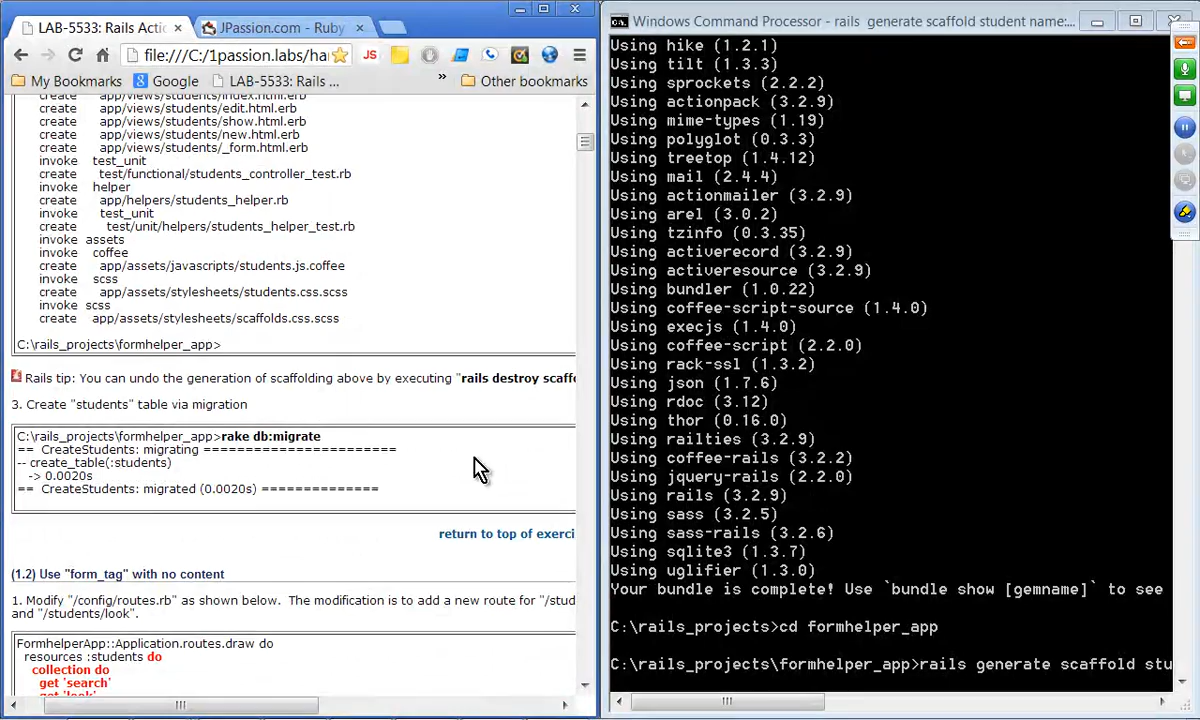 LAB-5533: Rails Actio
JPassion.com - Ruby
file:///C:/1passion.labs/ha
JS
My Bookmarks
Google
LAB-5533: Rails ...
»
Other bookmarks
create app/views/students/index.html.erb
create app/views/students/edit.html.erb
create app/views/students/show.html.erb
create app/views/students/new.html.erb
create app/views/students/_form.html.erb
invoke test_unit
create test/functional/students_controller_test.rb
invoke helper
create app/helpers/students_helper.rb
invoke test_unit
create test/unit/helpers/students_helper_test.rb
invoke assets
invoke coffee
create app/assets/javascripts/students.js.coffee
invoke scss
create app/assets/stylesheets/students.css.scss
invoke scss
create app/assets/stylesheets/scaffolds.css.scss
C:\rails_projects\formhelper_app>
Rails tip: You can undo the generation of scaffolding above by executing "rails destroy scaffo
3. Create "students" table via migration
C:\rails_projects\formhelper_app>rake db:migrate
== CreateStudents: migrating ========================
-- create_table(:students)
-> 0.0020s
== CreateStudents: migrated (0.0020s) ==============
return to top of exerci
(1.2) Use "form_tag" with no content
1. Modify "/config/routes.rb" as shown below. The modification is to add a new route for "/stud
and "/students/look".
FormhelperApp::Application.routes.draw do
resources :students do
collection do
get 'search'
get 'look'
Windows Command Processor - rails generate scaffold student name:...
Using hike (1.2.1)
Using tilt (1.3.3)
Using sprockets (2.2.2)
Using actionpack (3.2.9)
Using mime-types (1.19)
Using polyglot (0.3.3)
Using treetop (1.4.12)
Using mail (2.4.4)
Using actionmailer (3.2.9)
Using arel (3.0.2)
Using tzinfo (0.3.35)
Using activerecord (3.2.9)
Using activeresource (3.2.9)
Using bundler (1.0.22)
Using coffee-script-source (1.4.0)
Using execjs (1.4.0)
Using coffee-script (2.2.0)
Using rack-ssl (1.3.2)
Using json (1.7.6)
Using rdoc (3.12)
Using thor (0.16.0)
Using railties (3.2.9)
Using coffee-rails (3.2.2)
Using jquery-rails (2.2.0)
Using rails (3.2.9)
Using sass (3.2.5)
Using sass-rails (3.2.6)
Using sqlite3 (1.3.7)
Using uglifier (1.3.0)
Your bundle is complete! Use `bundle show [gemname]` to see
C:\rails_projects>cd formhelper_app
C:\rails_projects\formhelper_app>rails generate scaffold stu